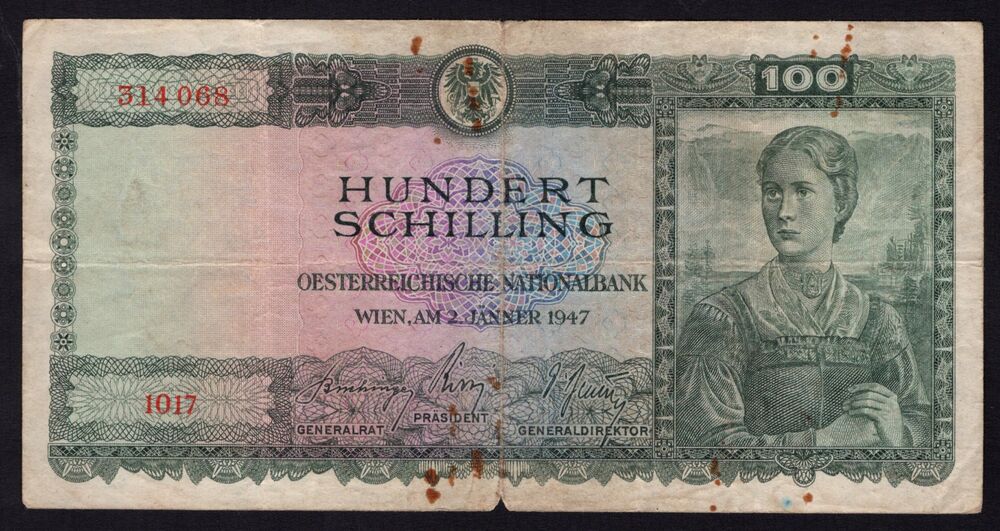 314 068
100
HUNDERT
SCHILLING
OESTERREICHISCHE NATIONALBANK
WIEN, AM 2. JÄNNER 1947
1017
GENERALRAT
PRÄSIDENT
GENERALDIREKTOR